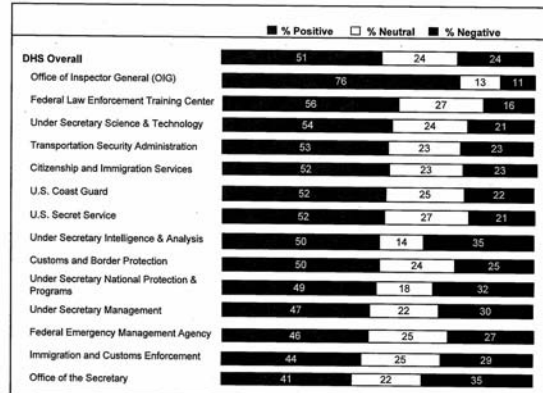 % Positive % Neutral % Negative
DHS Overall 51 24 24
Office of Inspector General (OIG) 76 13 11
Federal Law Enforcement Training Center 56 27 16
Under Secretary Science & Technology 54 24 21
Transportation Security Administration 53 23 23
Citizenship and Immigration Services 52 23 23
U.S. Coast Guard 52 25 22
U.S. Secret Service 52 27 21
Under Secretary Intelligence & Analysis 50 14 35
Customs and Border Protection 50 24 25
Under Secretary National Protection &
Programs 49 18 32
Under Secretary Management 47 22 30
Federal Emergency Management Agency 46 25 27
Immigration and Customs Enforcement 44 25 29
Office of the Secretary 41 22 35